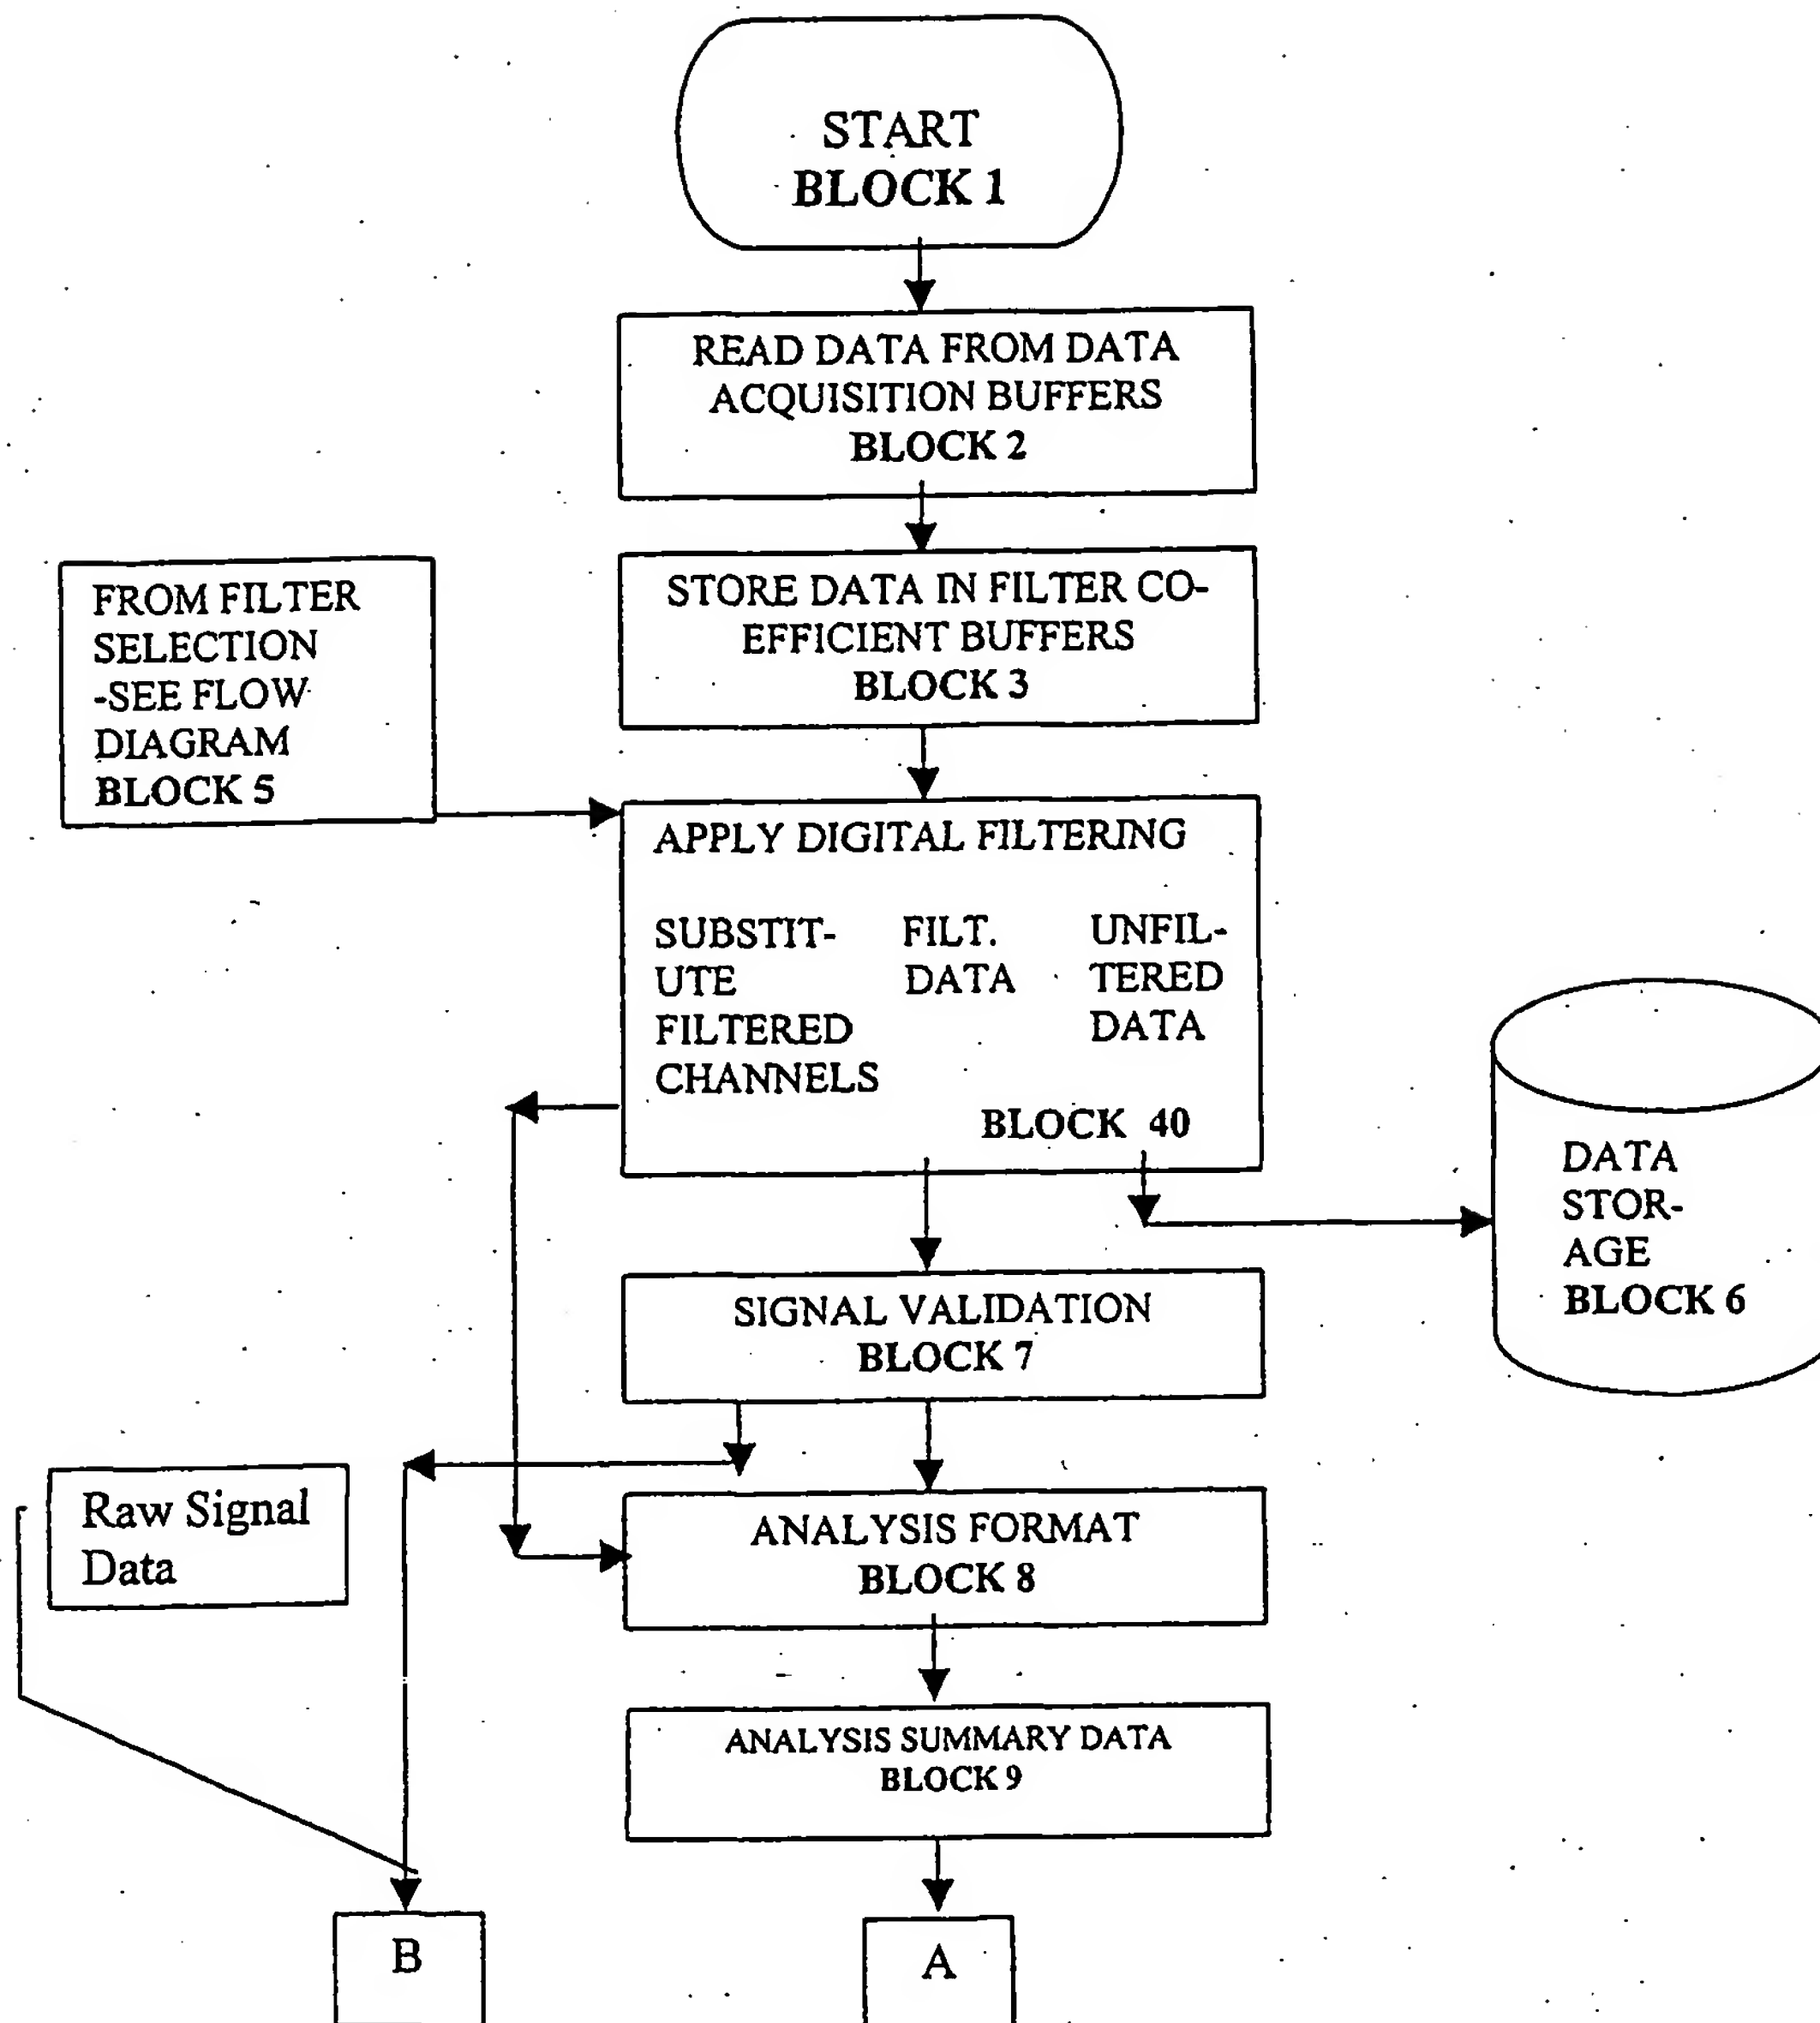 START
BLOCK 1
READ DATA FROM DATA
ACQUISITION BUFFERS
BLOCK 2
STORE DATA IN FILTER CO-
EFFICIENT BUFFERS
BLOCK 3
FROM FILTER
SELECTION
-SEE FLOW
DIAGRAM
BLOCK 5
APPLY DIGITAL FILTERING
SUBSTIT-
UTE
FILTERED
CHANNELS
FILT.
DATA
UNFIL-
TERED
DATA
BLOCK 40
DATA
STOR-
AGE
BLOCK 6
SIGNAL VALIDATION
BLOCK 7
Raw Signal
Data
ANALYSIS FORMAT
BLOCK 8
ANALYSIS SUMMARY DATA
BLOCK 9
B
A